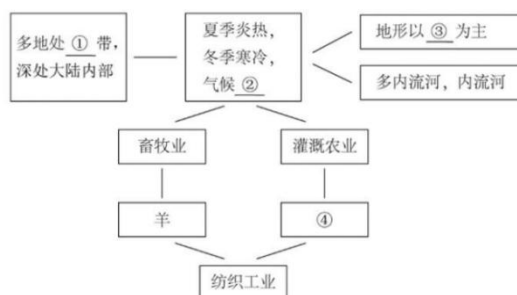 多地处 ① 带，
深处大陆内部
夏季炎热，
冬季寒冷，
气候 ②
地形以 ③ 为主
多内流河，内流河
畜牧业
灌溉农业
羊
④
纺织工业